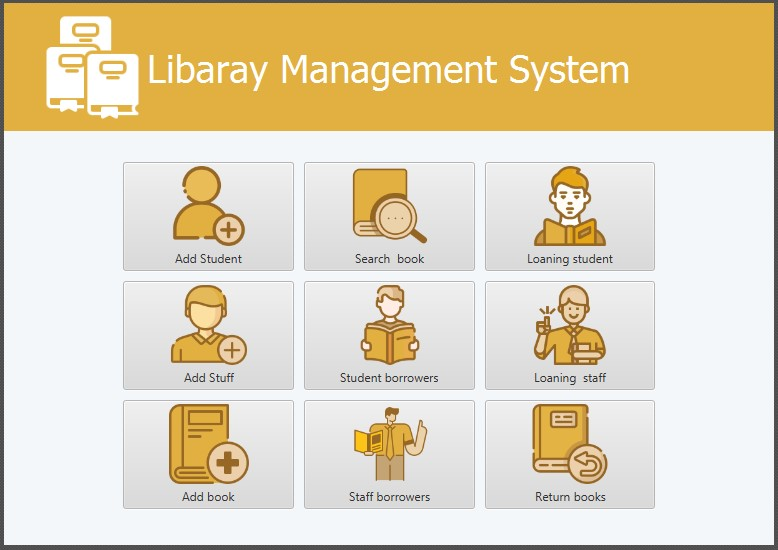 Libaray Management System
Add Student
Search  book
Loaning student
Add Stuff
Student borrowers
Loaning  staff
Add book
Staff borrowers
Return books